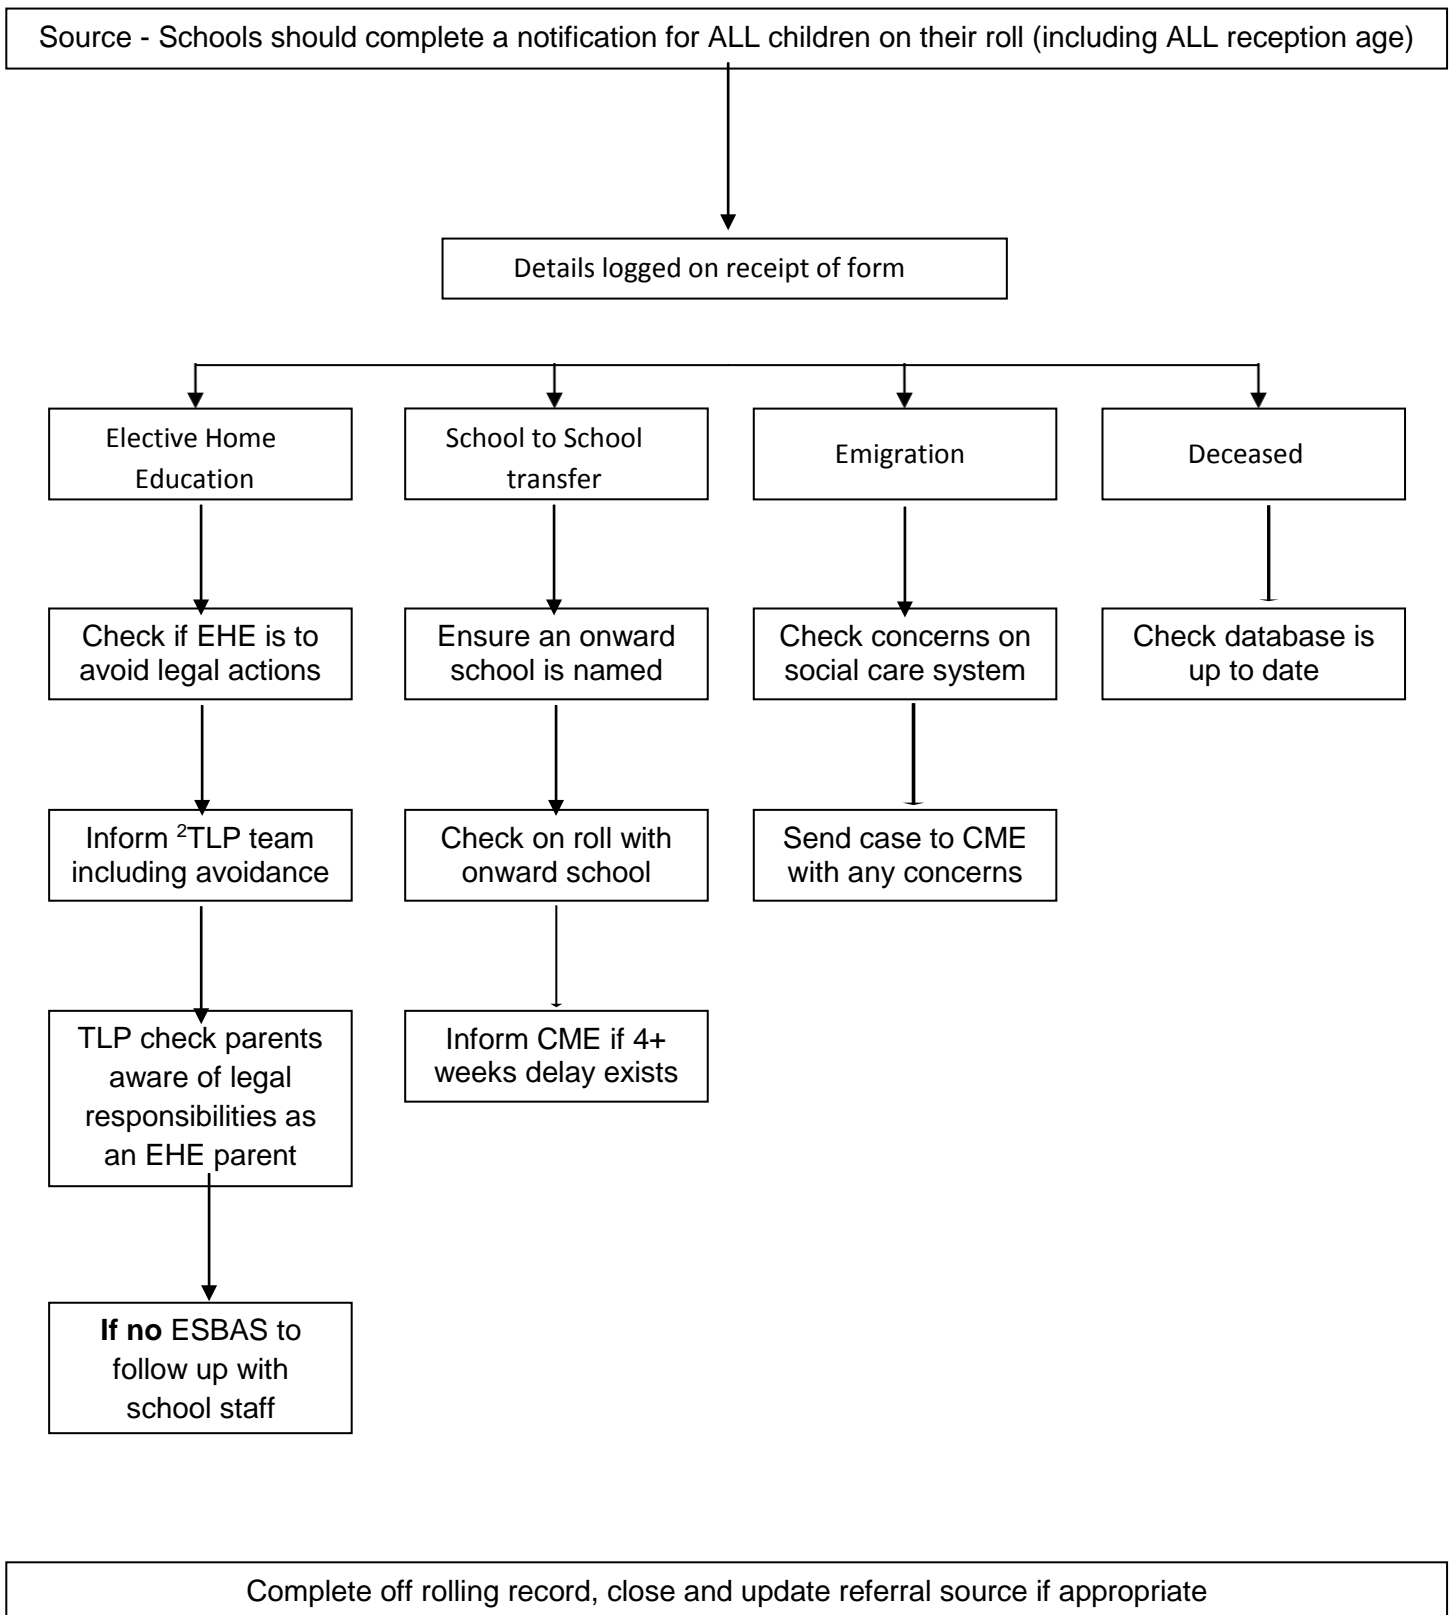 Source - Schools should complete a notification for ALL children on their roll (including ALL reception age)
Details logged on receipt of form
Elective Home
Education
School to School
transfer
Emigration
Deceased
Check if EHE is to
avoid legal actions
Ensure an onward
school is named
Check concerns on
social care system
Check database is
up to date
Inform ²TLP team
including avoidance
Check on roll with
onward school
Send case to CME
with any concerns
TLP check parents
aware of legal
responsibilities as
an EHE parent
Inform CME if 4+
weeks delay exists
If no ESBAS to
follow up with
school staff
Complete off rolling record, close and update referral source if appropriate